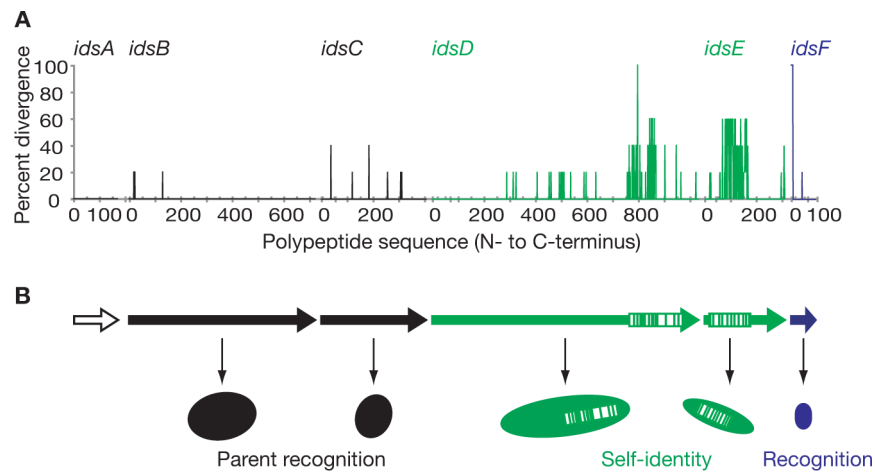 A
idsA idsB idsC idsD idsE idsF
Percent divergence
100
80
60
40
20
0
0 100 0 200 400 600 0 200 0 200 400 600 800 0 200 0 100
Polypeptide sequence (N- to C-terminus)
B
Parent recognition Self-identity Recognition